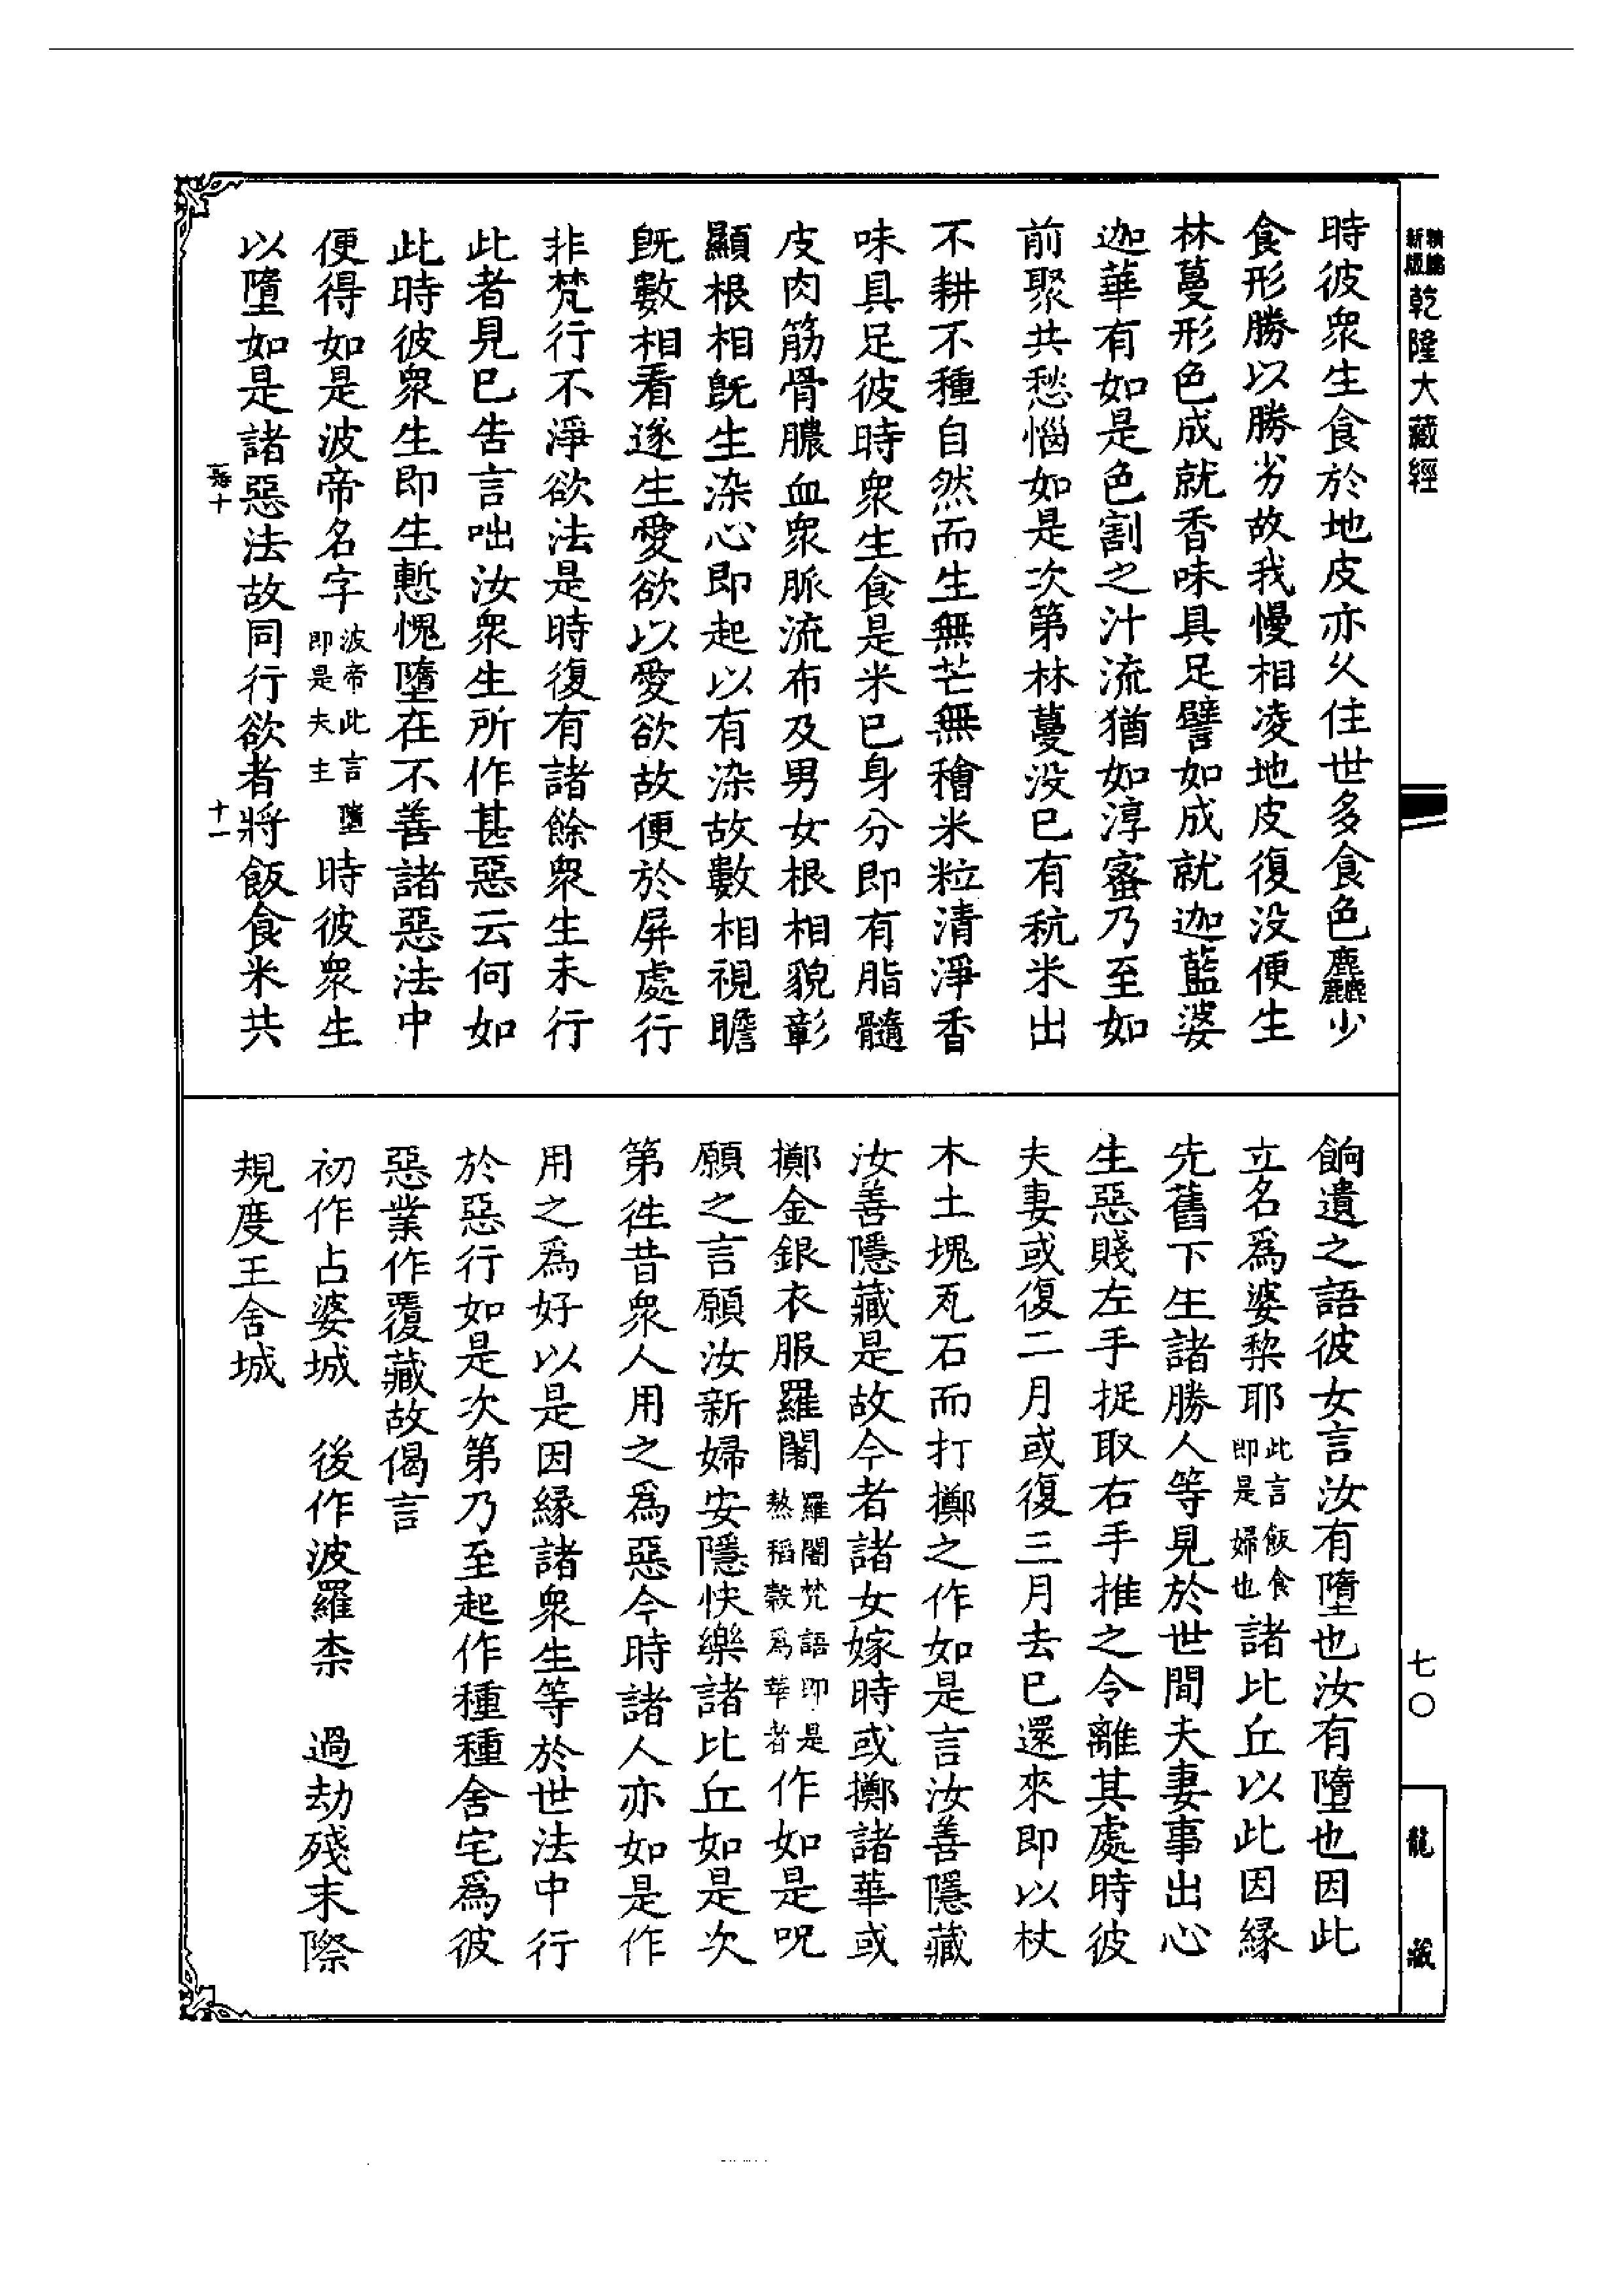 新版
乾隆大藏經
時彼眾生食於地皮亦久住世多食色麤少
食形勝以勝劣故我慢相凌地皮復没便生
林蔓形色成就香味具足譬如成就迦藍婆
迦華有如是色割之汁流猶如淳蜜乃至如
前聚共愁惱如是次第林蔓没已有秔米出
不耕不種自然而生無芒無䅳米粒清淨香
味具足彼時眾生食是米已身分即有脂髓
皮肉筋骨膿血眾脈流布及男女根相貌彰
顯根相既生染心即起以有染故數相視瞻
既數相看遂生愛欲以愛欲故便於屏處行
非梵行不淨欲法是時復有諸餘眾生未行
此者見已告言咄汝眾生所作甚惡云何如
此時彼眾生即生慙愧墮在不善諸惡法中
便得如是波帝名字波帝此言墮即是夫主時彼眾生
以墮如是諸惡法故同行欲者將飯食米共
十一
餉遺之語彼女言汝有墮也汝有墮也因此
立名爲婆棃耶此言飯食即是婦也諸比丘以此因緣
先舊下生諸勝人等見於世間夫妻事出心
生惡賤左手捉取右手推之令離其處時彼
夫妻或復二月或復三月去已還來即以杖
木土塊瓦石而打擲之作如是言汝善隱藏
汝善隱藏是故今者諸女嫁時或擲諸華或
擲金銀衣服羅闍羅闍梵語即是熬稻穀爲華者作如是呪
願之言願汝新婦安隱快樂諸比丘如是次
第徃昔眾人用之爲惡今時諸人亦如是作
用之爲好以是因緣諸眾生等於世法中行
於惡行如是次第乃至起作種種舍宅爲彼
惡業作覆藏故偈言
初作占婆城　後作波羅柰　過劫殘末際
規度王舍城
七〇
龍藏